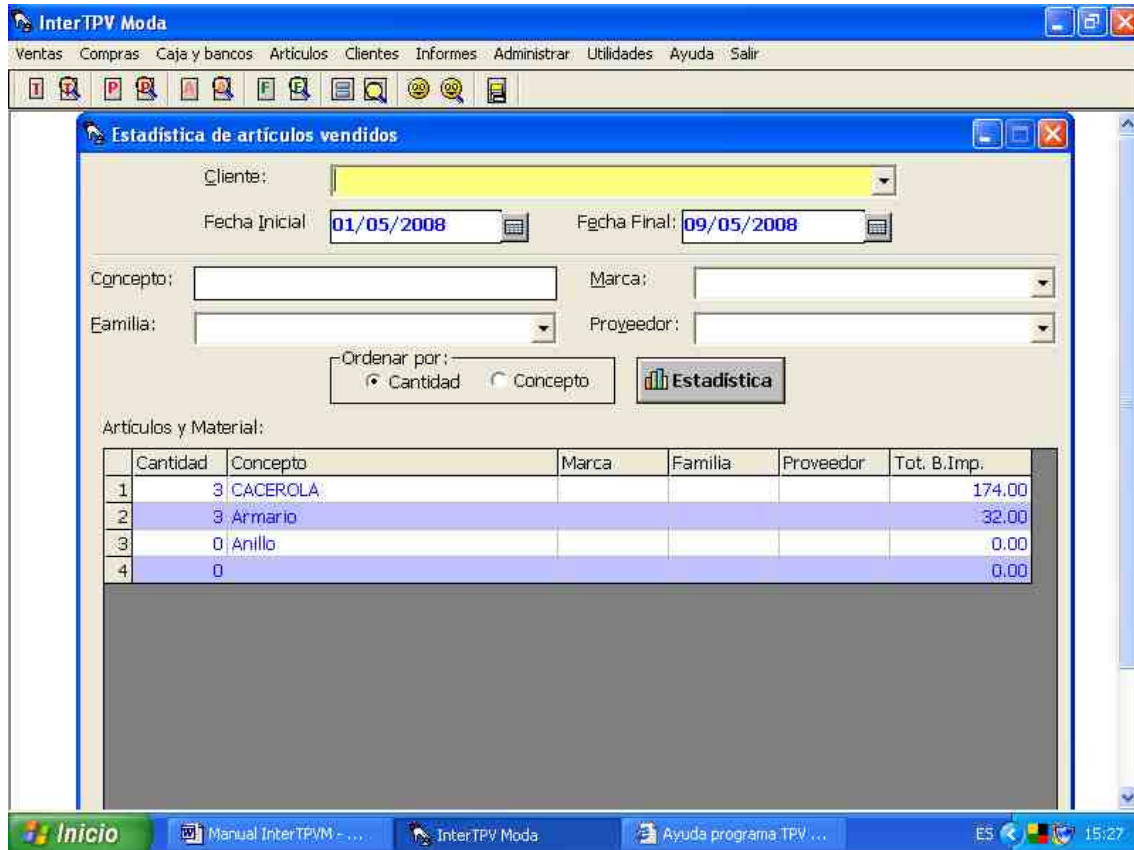 InterTPV Moda
Ventas Compras Caja y bancos Artículos Clientes Informes Administrar Utilidades Ayuda Salir
T T P P A A F F
Estadística de artículos vendidos
Cliente:
Fecha Inicial 01/05/2008 Fecha Final: 09/05/2008
Concepto: Marca:
Familia: Proveedor:
Ordenar por:
Cantidad Concepto Estadística
Artículos y Material:
Cantidad Concepto Marca Familia Proveedor Tot. B.Imp.
1 3 CACEROLA 174.00
2 3 Armario 32.00
3 0 Anillo 0.00
4 0 0.00
Inicio Manual InterTPVM - ... InterTPV Moda Ayuda programa TPV ... ES 15:27